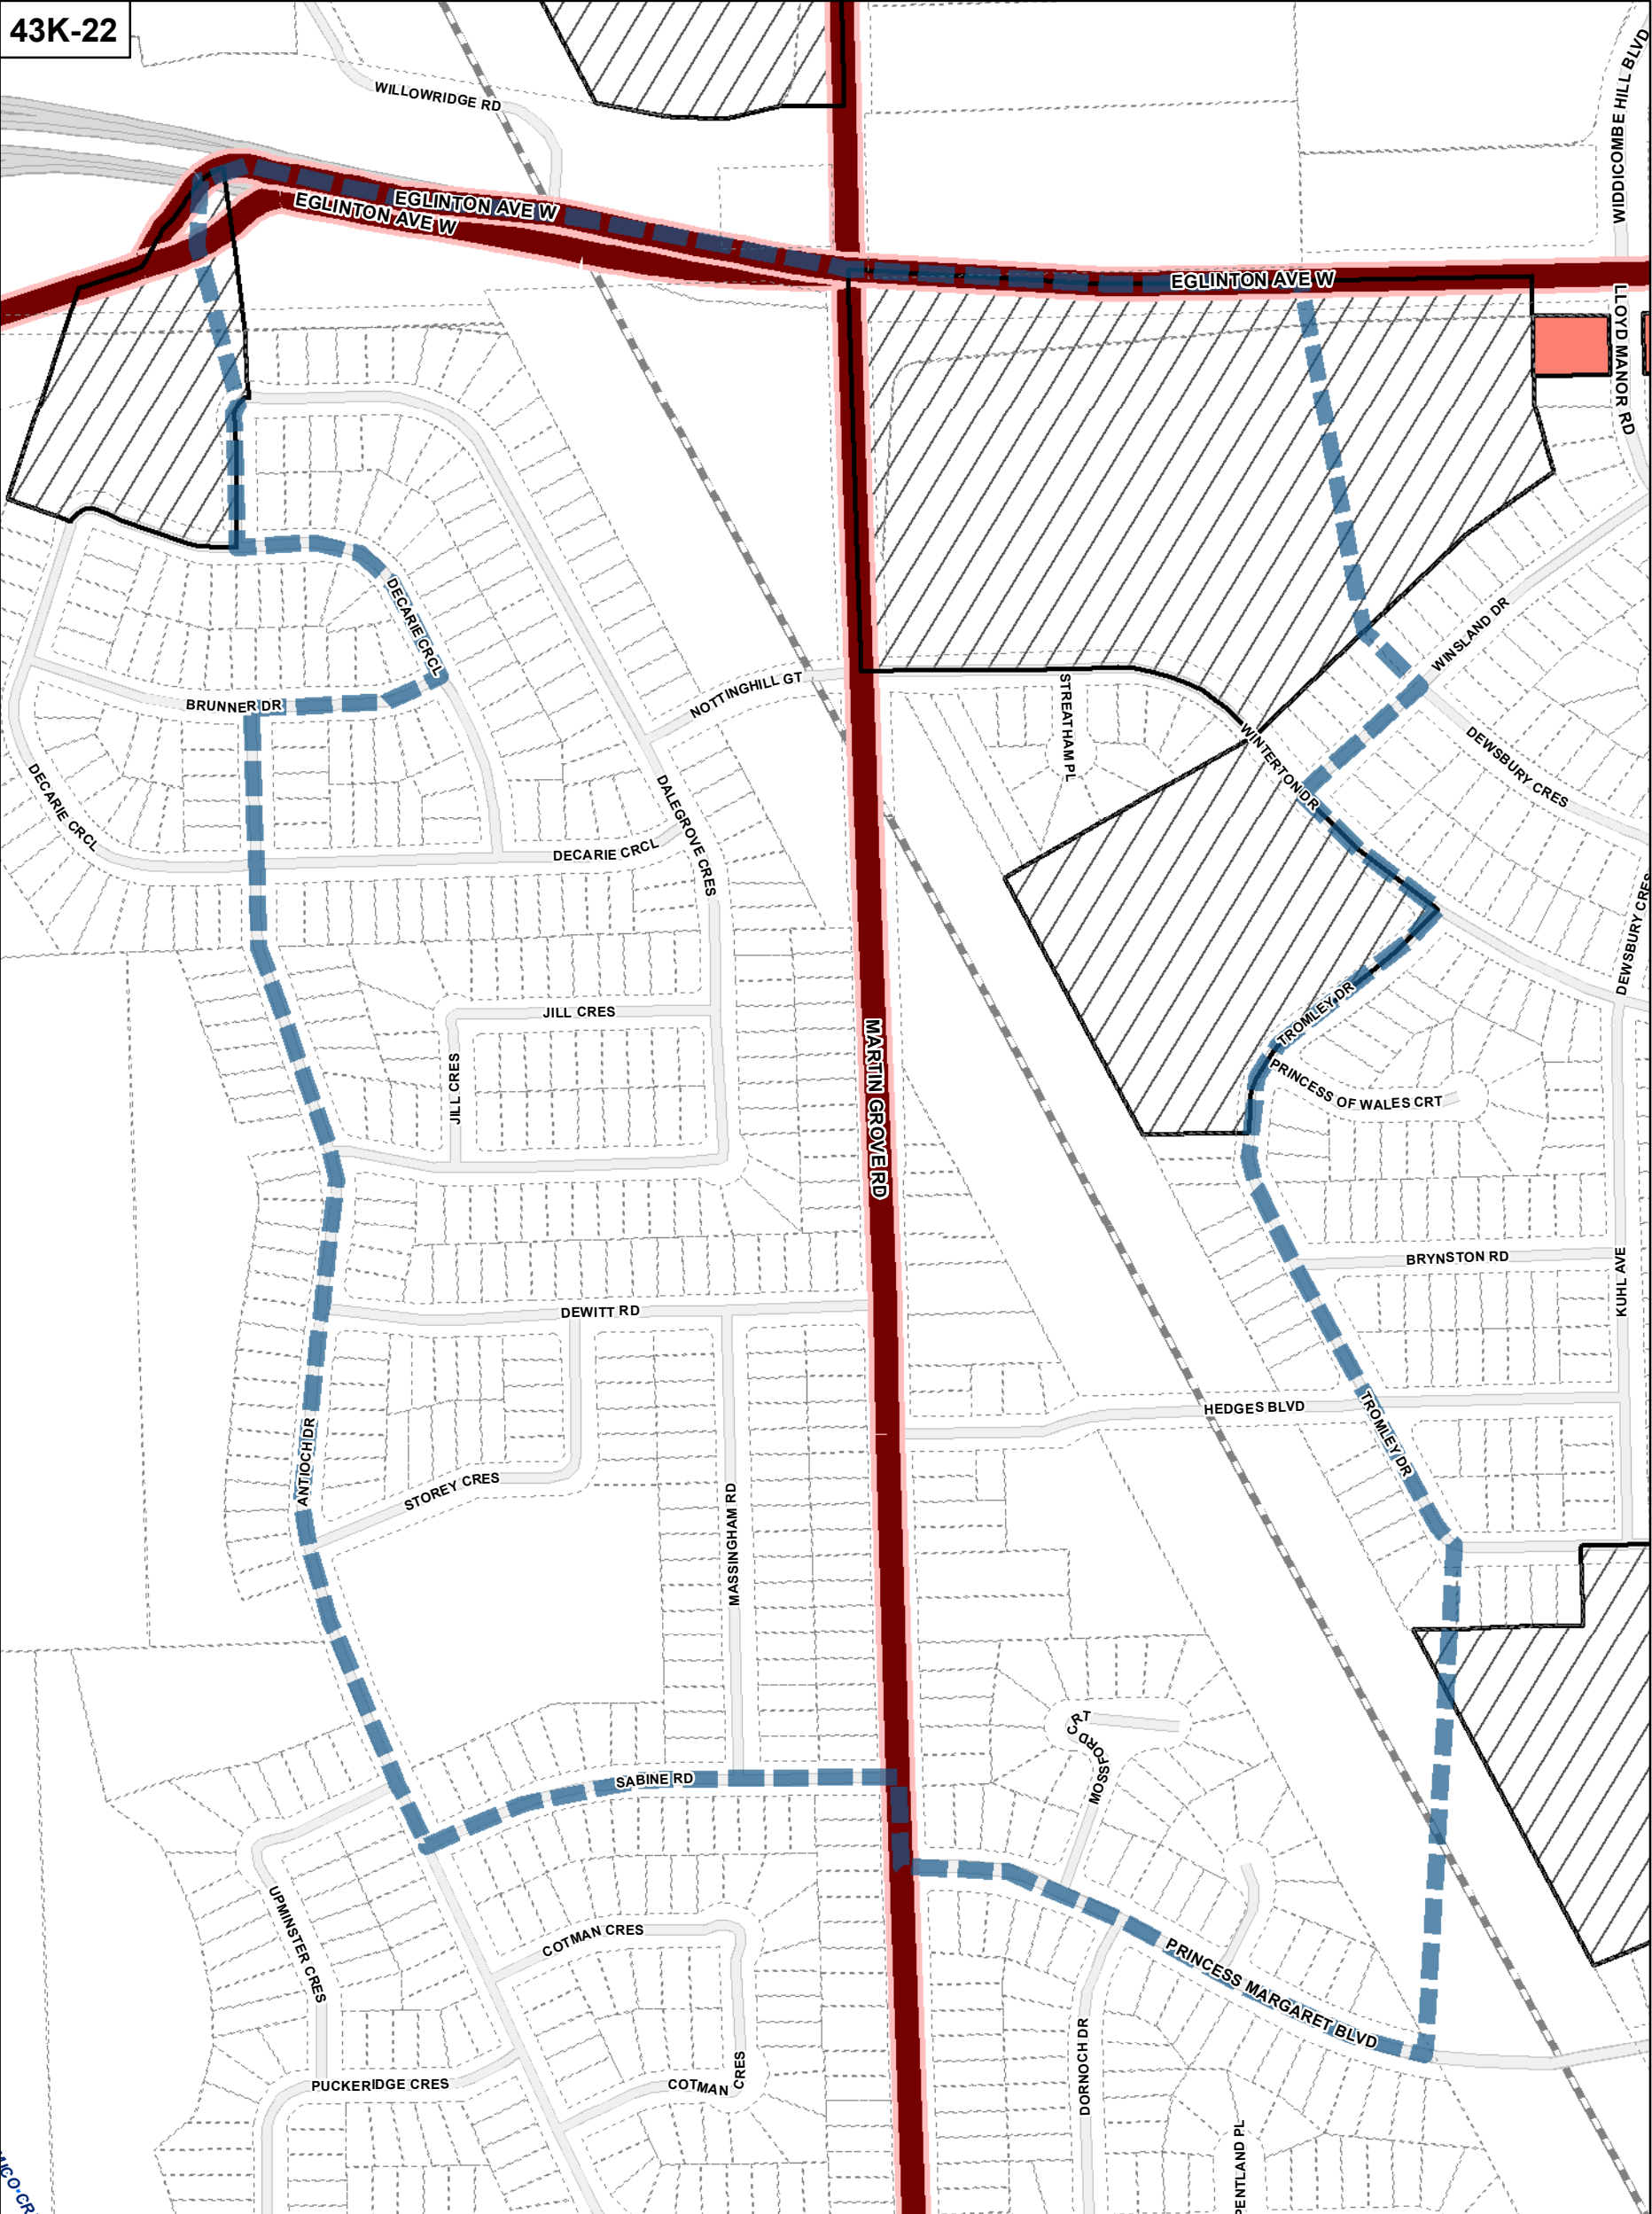 43K-22
WILLOWRIDGE RD
WIDDICOMBE HILL BLVD
EGLINTON AVE W
EGLINTON AVE W
EGLINTON AVE W
LLOYD MANOR RD
DECARIE CRCL
WINSLAND DR
NOTTINGHILL GT
STREATHAM PL
BRUNNER DR
WINTERTON DR
DEWSBURY CRES
DECARIE CRCL
DALEGROVE CRES
DECARIE CRCL
DEWSBURY CRES
JILL CRES
TROMLEY DR
JILL CRES
MARTIN GROVE RD
PRINCESS OF WALES CRT
BRYNSTON RD
KUHL AVE
DEWITT RD
HEDGES BLVD
TROMLEY DR
ANTIOCH DR
STOREY CRES
MASSINGHAM RD
MOSSFORD CRT
SABINE RD
UPMINSTER CRES
COTMAN CRES
PRINCESS MARGARET BLVD
DORNOCH DR
PUCKERIDGE CRES
COTMAN CRES
PENTLAND PL